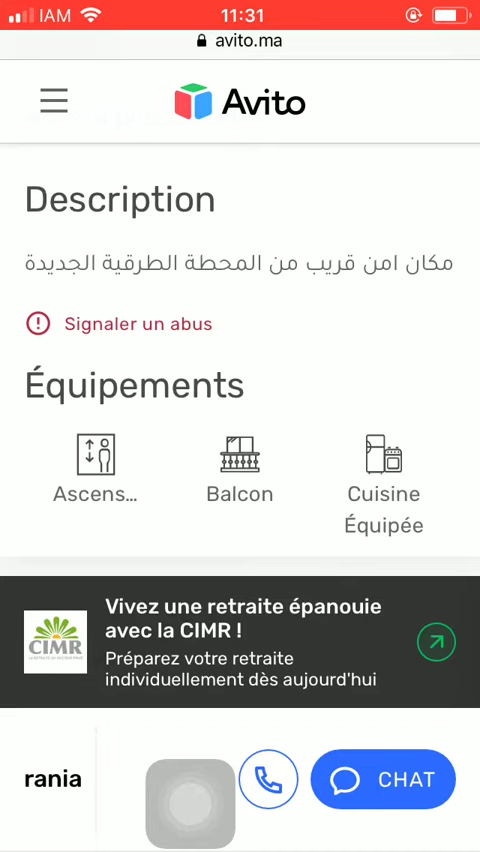 IAM 11:31
avito.ma
Avito
Description
مكان امن قريب من المحطة الطرقية الجديدة
Signaler un abus
Équipements
Ascens... Balcon Cuisine
Équipée
Vivez une retraite épanouie
avec la CIMR !
CIMR
Préparez votre retraite
individuellement dès aujourd'hui
rania
CHAT